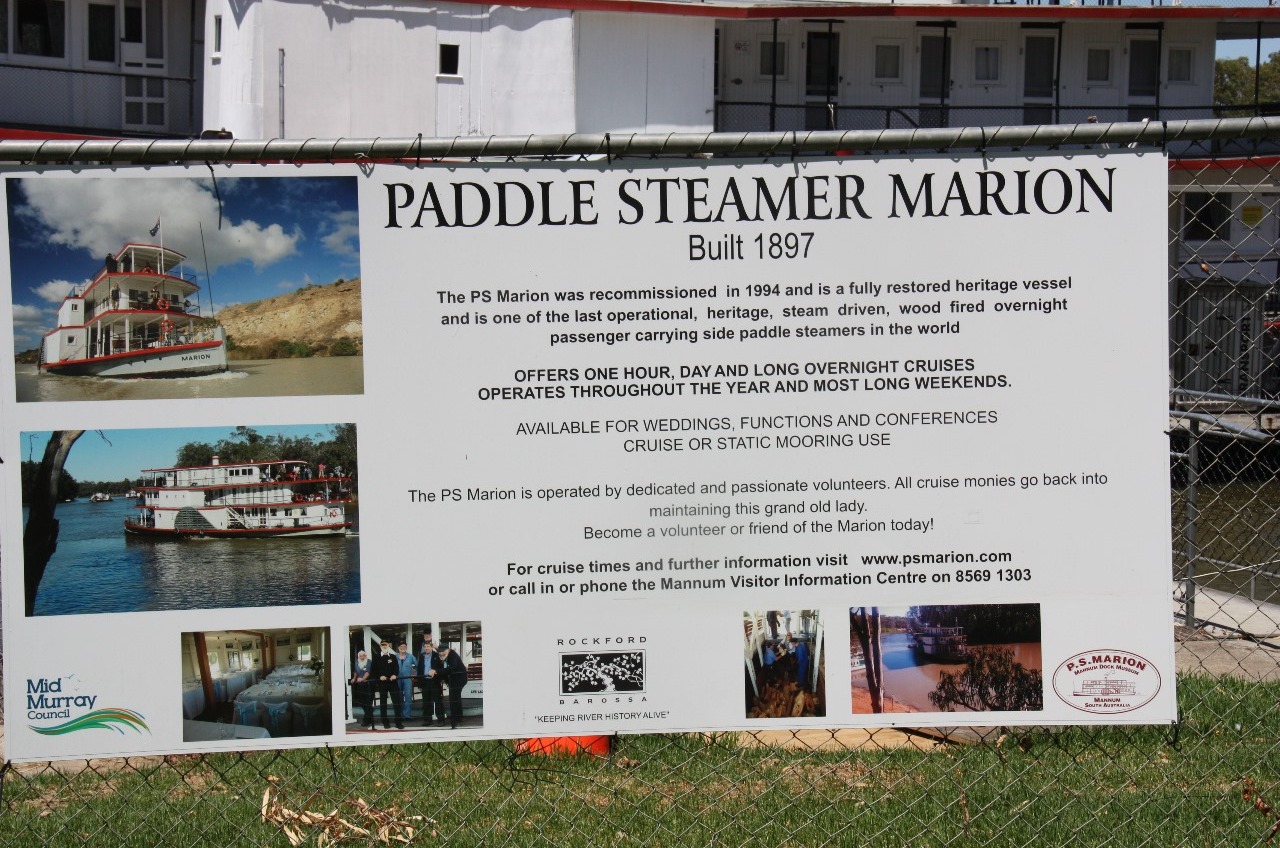 PADDLE STEAMER MARION
Built 1897
The PS Marion was recommissioned in 1994 and is a fully restored heritage vessel
and is one of the last operational, heritage, steam driven, wood fired overnight
passenger carrying side paddle steamers in the world
OFFERS ONE HOUR, DAY AND LONG OVERNIGHT CRUISES
OPERATES THROUGHOUT THE YEAR AND MOST LONG WEEKENDS.
AVAILABLE FOR WEDDINGS, FUNCTIONS AND CONFERENCES
CRUISE OR STATIC MOORING USE
The PS Marion is operated by dedicated and passionate volunteers. All cruise monies go back into
maintaining this grand old lady.
Become a volunteer or friend of the Marion today!
For cruise times and further information visit www.psmarion.com
or call in or phone the Mannum Visitor Information Centre on 8569 1303
MARION
Mid
Murray
Council
ROCKFORD
BAROSSA
"KEEPING RIVER HISTORY ALIVE"
P.S. MARION
MANNUM DOCK MUSEUM
MANNUM
SOUTH AUSTRALIA